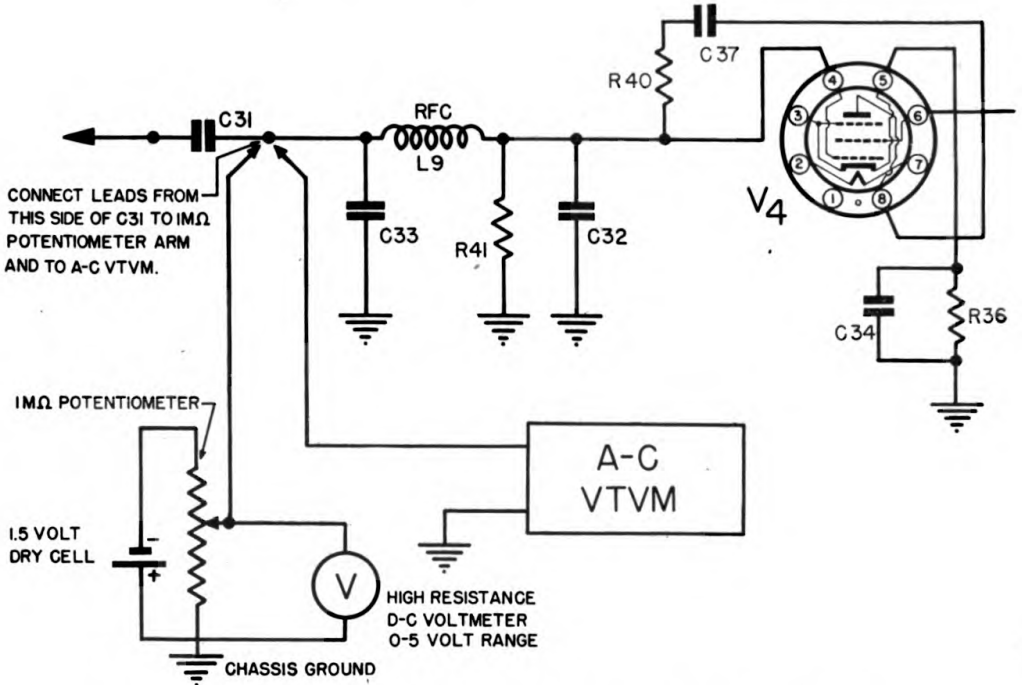 C37
R40
C31
RFC
L9
CONNECT LEADS FROM
THIS SIDE OF C31 TO 1MΩ
POTENTIOMETER ARM
AND TO A-C VTVM.
C33
R41
C32
V4
4
5
3
6
2
7
1
8
C34
R36
1MΩ POTENTIOMETER
A-C
VTVM
1.5 VOLT
DRY CELL
-
+
V
HIGH RESISTANCE
D-C VOLTMETER
0-5 VOLT RANGE
CHASSIS GROUND